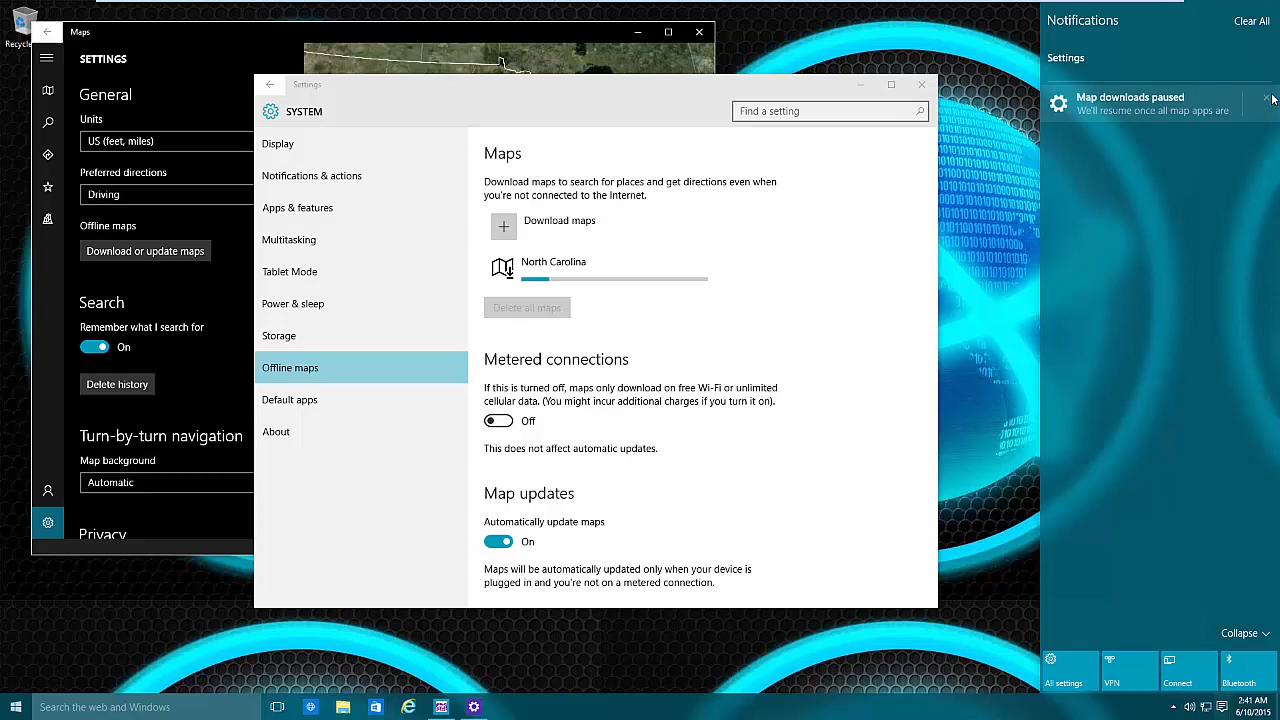 Recycle
Maps
SETTINGS
General
Units
US (feet, miles)
Preferred directions
Driving
Offline maps
Download or update maps
Search
Remember what I search for
On
Delete history
Turn-by-turn navigation
Map background
Automatic
Privacy
Settings
SYSTEM
Find a setting
Display
Notifications & actions
Apps & features
Multitasking
Tablet Mode
Power & sleep
Storage
Offline maps
Default apps
About
Maps
Download maps to search for places and get directions even when
you're not connected to the Internet.
Download maps
North Carolina
Delete all maps
Metered connections
If this is turned off, maps only download on free Wi-Fi or unlimited
cellular data. (You might incur additional charges if you turn it on).
Off
This does not affect automatic updates.
Map updates
Automatically update maps
On
Maps will be automatically updated only when your device is
plugged in and you're not on a metered connection.
Notifications
Clear All
Settings
Map downloads paused
We'll resume once all map apps are
Collapse
All settings
VPN
Connect
Bluetooth
Search the web and Windows
2:41 AM
6/10/2015